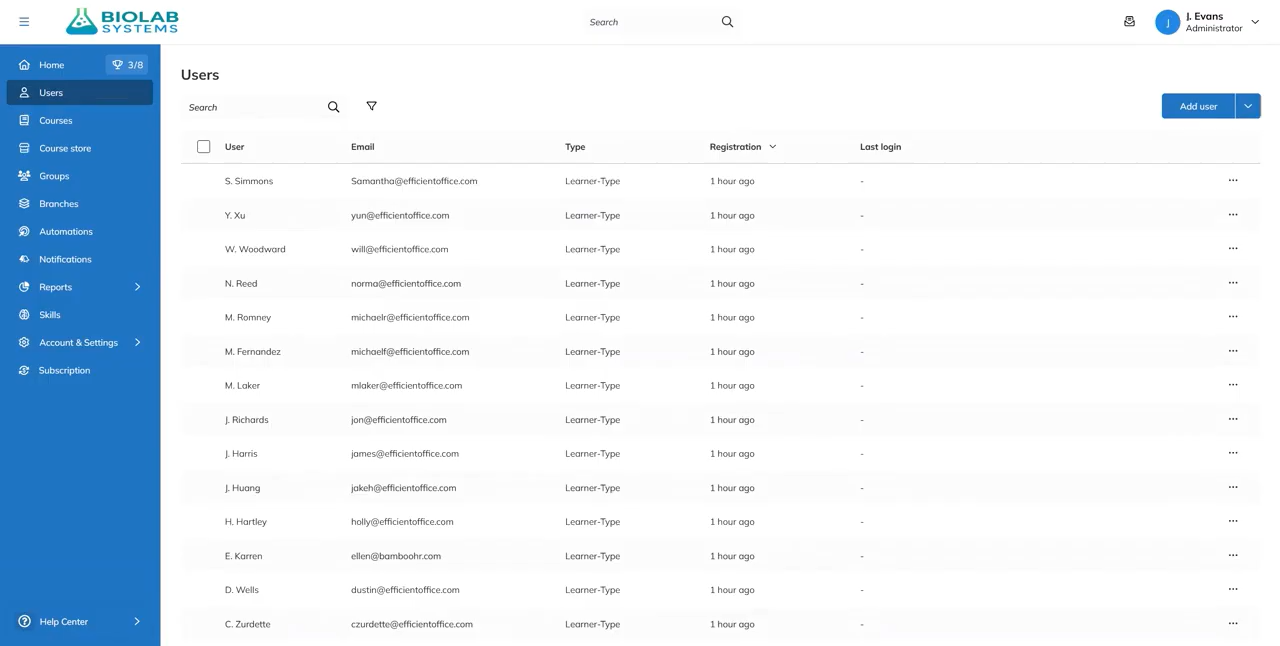 BIOLAB
SYSTEMS
Search
J
J. Evans
Administrator
Home 3/8
Users
Courses
Course store
Groups
Branches
Automations
Notifications
Reports
Skills
Account & Settings
Subscription
Help Center
Users
Search
Add user
User Email Type Registration Last login
S. Simmons Samantha@efficientoffice.com Learner-Type 1 hour ago -
Y. Xu yun@efficientoffice.com Learner-Type 1 hour ago -
W. Woodward will@efficientoffice.com Learner-Type 1 hour ago -
N. Reed norma@efficientoffice.com Learner-Type 1 hour ago -
M. Romney michaelr@efficientoffice.com Learner-Type 1 hour ago -
M. Fernandez michaelf@efficientoffice.com Learner-Type 1 hour ago -
M. Laker mlaker@efficientoffice.com Learner-Type 1 hour ago -
J. Richards jon@efficientoffice.com Learner-Type 1 hour ago -
J. Harris james@efficientoffice.com Learner-Type 1 hour ago -
J. Huang jakeh@efficientoffice.com Learner-Type 1 hour ago -
H. Hartley holly@efficientoffice.com Learner-Type 1 hour ago -
E. Karren ellen@bamboohr.com Learner-Type 1 hour ago -
D. Wells dustin@efficientoffice.com Learner-Type 1 hour ago -
C. Zurdette czurdette@efficientoffice.com Learner-Type 1 hour ago -